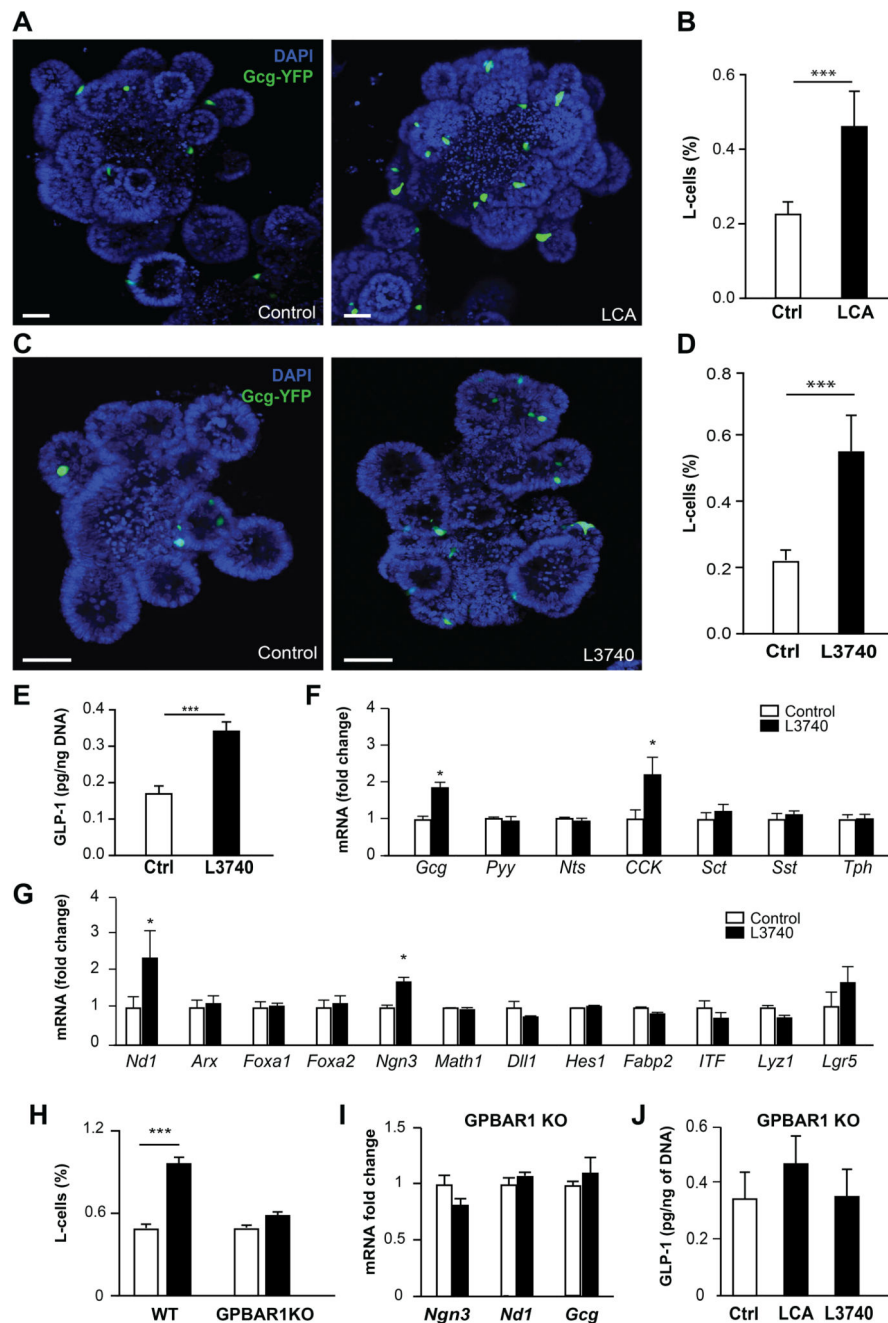 A
DAPI
Gcg-YFP
Control
LCA
B
0.6
0.4
0.2
0.0
L-cells (%)
***
Ctrl LCA
C
DAPI
Gcg-YFP
Control
L3740
D
0.8
0.6
0.4
0.2
0.0
L-cells (%)
***
Ctrl L3740
E
0.4
0.3
0.2
0.1
0.0
GLP-1 (pg/ng DNA)
***
Ctrl L3740
F
4
2
1
0
mRNA (fold change)
* *
Control
L3740
Gcg Pyy Nts CCK Sct Sst Tph
G
4
3
2
1
0
mRNA (fold change)
* *
Control
L3740
Nd1 Arx Foxa1 Foxa2 Ngn3 Math1 Dll1 Hes1 Fabp2 ITF Lyz1 Lgr5
H
1.2
0.6
0
L-cells (%)
***
WT GPBAR1KO
I
GPBAR1 KO
1.5
1
0.5
0
mRNA fold change
Ngn3 Nd1 Gcg
J
GPBAR1 KO
0.6
0.4
0.2
0.0
GLP-1 (pg/ng of DNA)
Ctrl LCA L3740